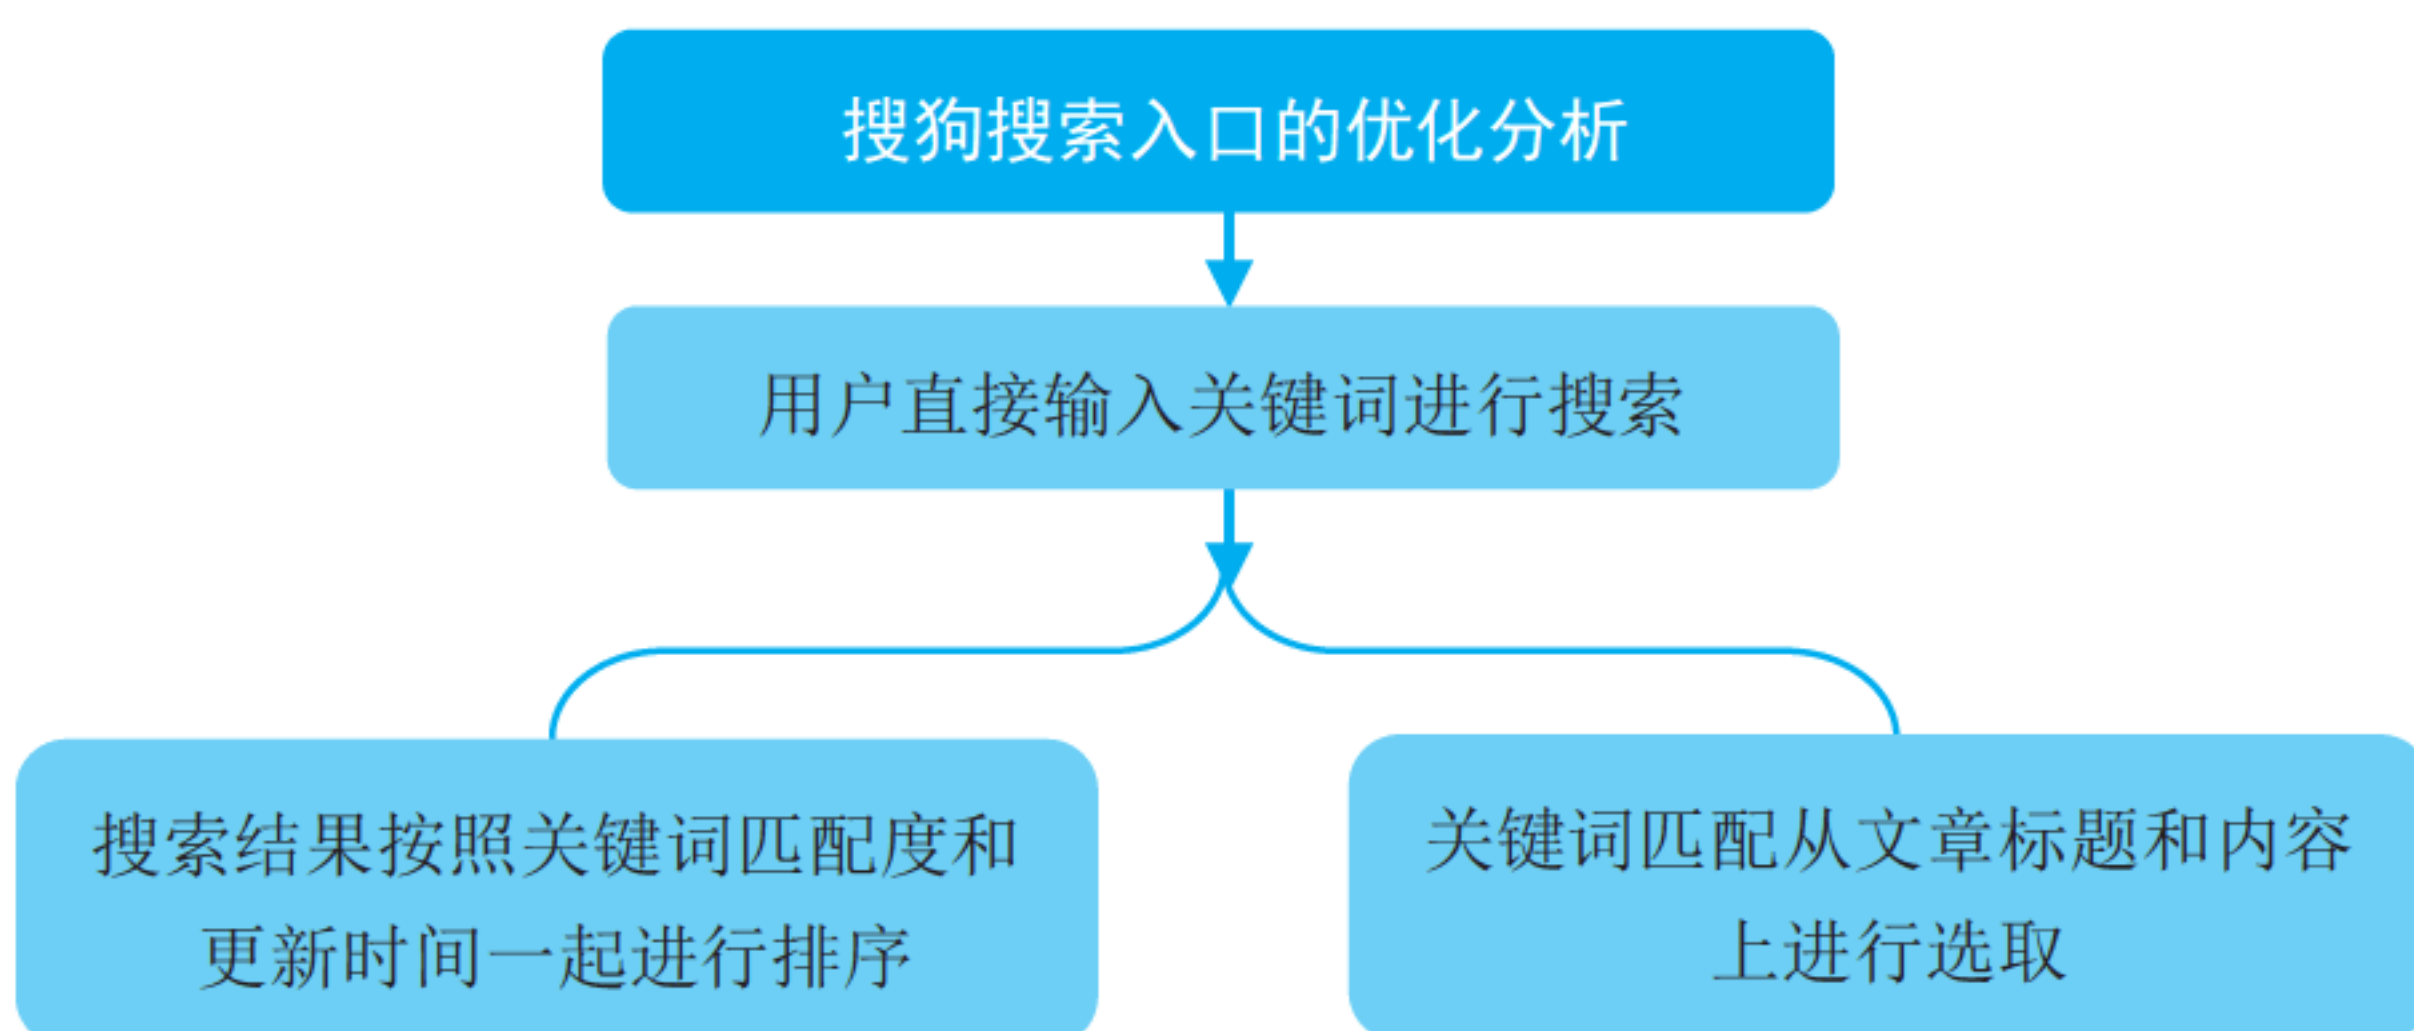 搜狗搜索入口的优化分析
用户直接输入关键词进行搜索
搜索结果按照关键词匹配度和
更新时间一起进行排序
关键词匹配从文章标题和内容
上进行选取